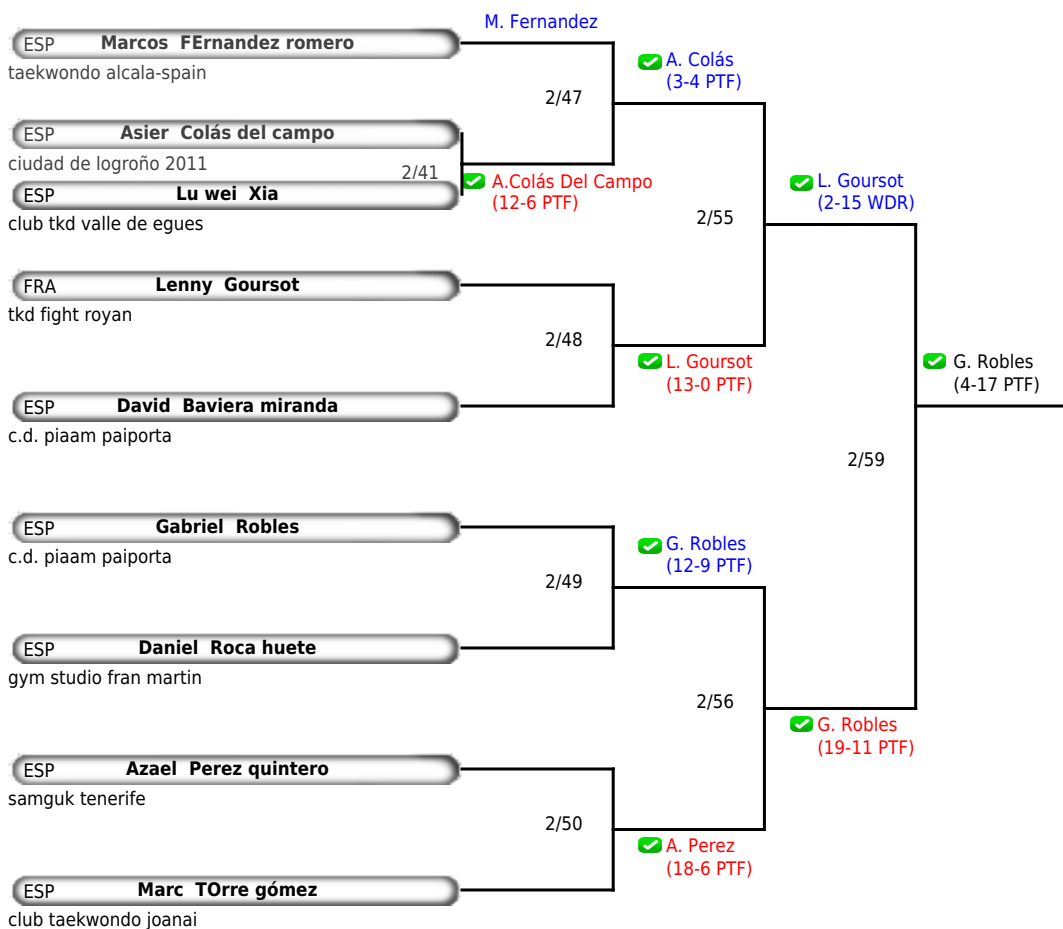 M. Fernandez
ESP Marcos FErnandez romero
taekwondo alcala-spain
A. Colás
(3-4 PTF)
2/47
ESP Asier Colás del campo
ciudad de logroño 2011
2/41
A.Colás Del Campo
(12-6 PTF)
ESP Lu wei Xia
club tkd valle de egues
L. Goursot
(2-15 WDR)
2/55
FRA Lenny Goursot
tkd fight royan
2/48
L. Goursot
(13-0 PTF)
G. Robles
(4-17 PTF)
ESP David Baviera miranda
c.d. piaam paiporta
2/59
ESP Gabriel Robles
c.d. piaam paiporta
G. Robles
(12-9 PTF)
2/49
ESP Daniel Roca huete
gym studio fran martin
2/56
G. Robles
(19-11 PTF)
ESP Azael Perez quintero
samguk tenerife
2/50
A. Perez
(18-6 PTF)
ESP Marc TOrre gómez
club taekwondo joanai